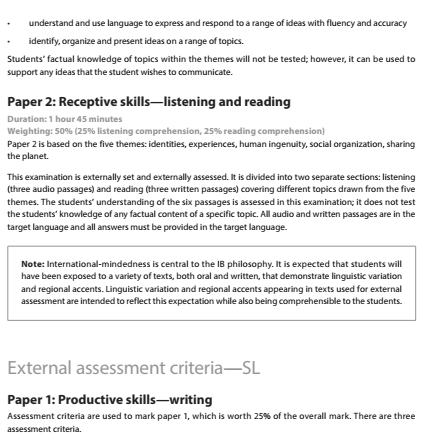 • understand and use language to express and respond to a range of ideas with fluency and accuracy
• identify, organize and present ideas on a range of topics.
Students' factual knowledge of topics within the themes will not be tested; however, it can be used to
support any ideas that the student wishes to communicate.
Paper 2: Receptive skills—listening and reading
Duration: 1 hour 45 minutes
Weighting: 50% (25% listening comprehension, 25% reading comprehension)
Paper 2 is based on the five themes: identities, experiences, human ingenuity, social organization, sharing
the planet.
This examination is externally set and externally assessed. It is divided into two separate sections: listening
(three audio passages) and reading (three written passages) covering different topics drawn from the five
themes. The students' understanding of the six passages is assessed in this examination; it does not test
the students' knowledge of any factual content of a specific topic. All audio and written passages are in the
target language and all answers must be provided in the target language.
Note: International-mindedness is central to the IB philosophy. It is expected that students will
have been exposed to a variety of texts, both oral and written, that demonstrate linguistic variation
and regional accents. Linguistic variation and regional accents appearing in texts used for external
assessment are intended to reflect this expectation while also being comprehensible to the students.
External assessment criteria—SL
Paper 1: Productive skills—writing
Assessment criteria are used to mark paper 1, which is worth 25% of the overall mark. There are three
assessment criteria.